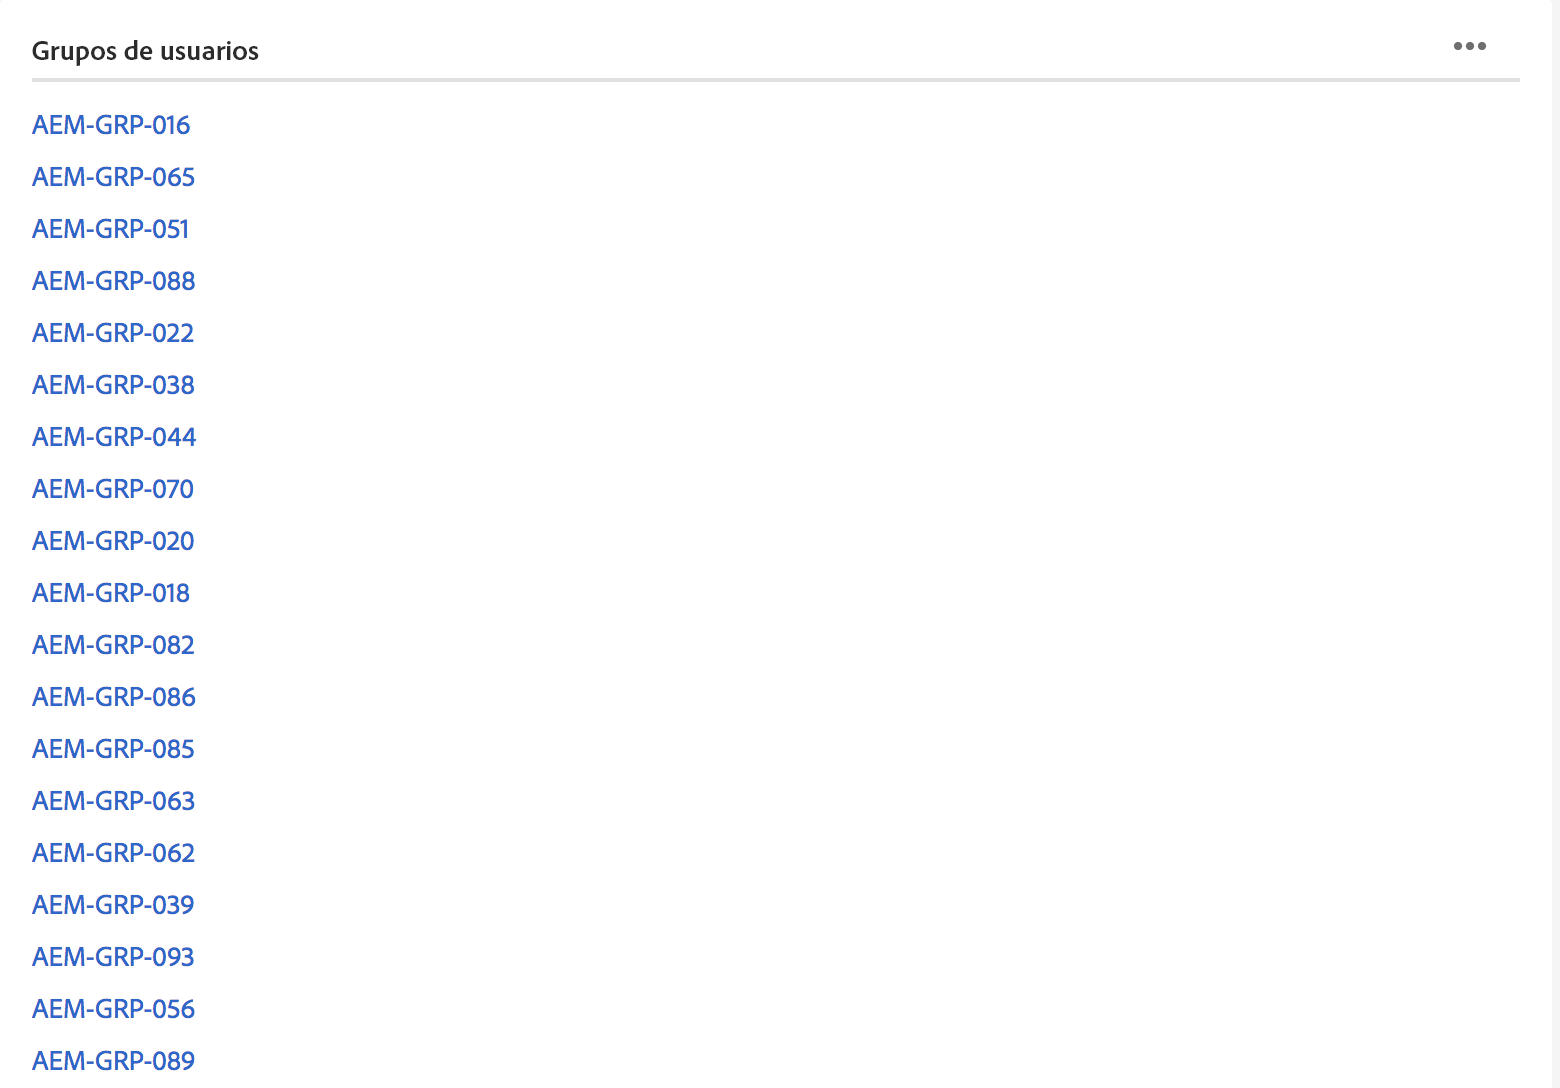 Grupos de usuarios
AEM-GRP-016
AEM-GRP-065
AEM-GRP-051
AEM-GRP-088
AEM-GRP-022
AEM-GRP-038
AEM-GRP-044
AEM-GRP-070
AEM-GRP-020
AEM-GRP-018
AEM-GRP-082
AEM-GRP-086
AEM-GRP-085
AEM-GRP-063
AEM-GRP-062
AEM-GRP-039
AEM-GRP-093
AEM-GRP-056
AEM-GRP-089